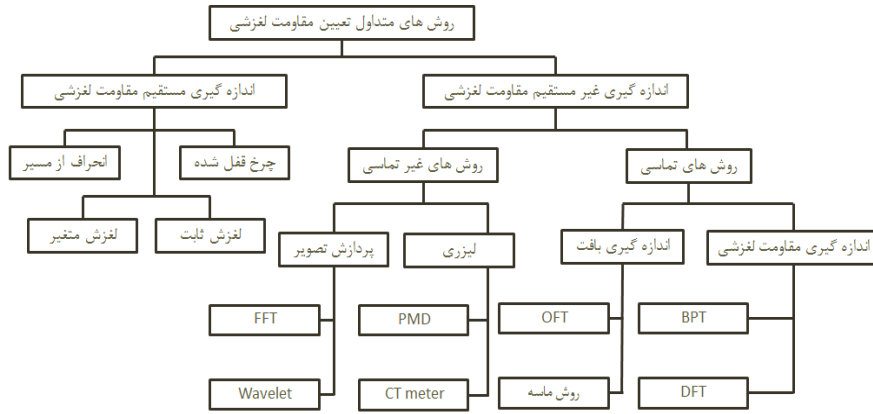 روش های متداول تعیین مقاومت لغزشی
اندازه گیری غیر مستقیم مقاومت لغزشی
اندازه گیری مستقیم مقاومت لغزشی
چرخ قفل شده
انحراف از مسیر
روش های تماسی
روش های غیر تماسی
لغزش ثابت
لغزش متغیر
اندازه گیری مقاومت لغزشی
اندازه گیری بافت
لیزری
پردازش تصویر
BPT
OFT
PMD
FFT
DFT
روش ماسه
CT meter
Wavelet